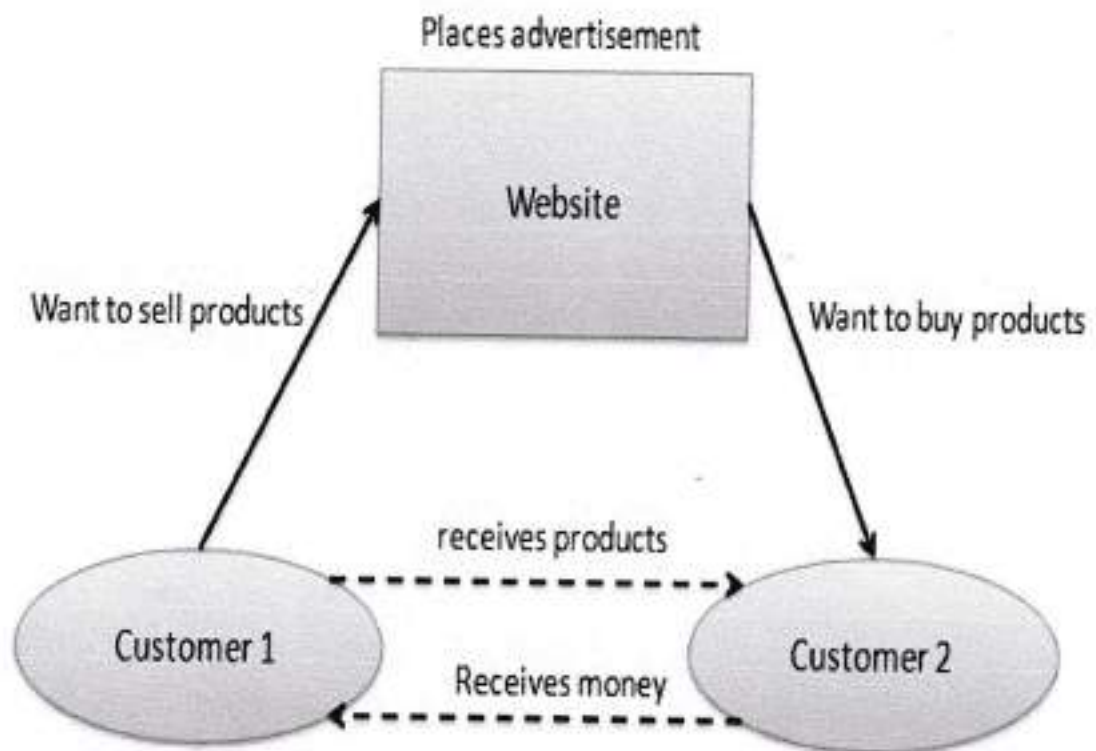 Places advertisement
Website
Want to sell products
Want to buy products
receives products
Customer 1
Customer 2
Receives money